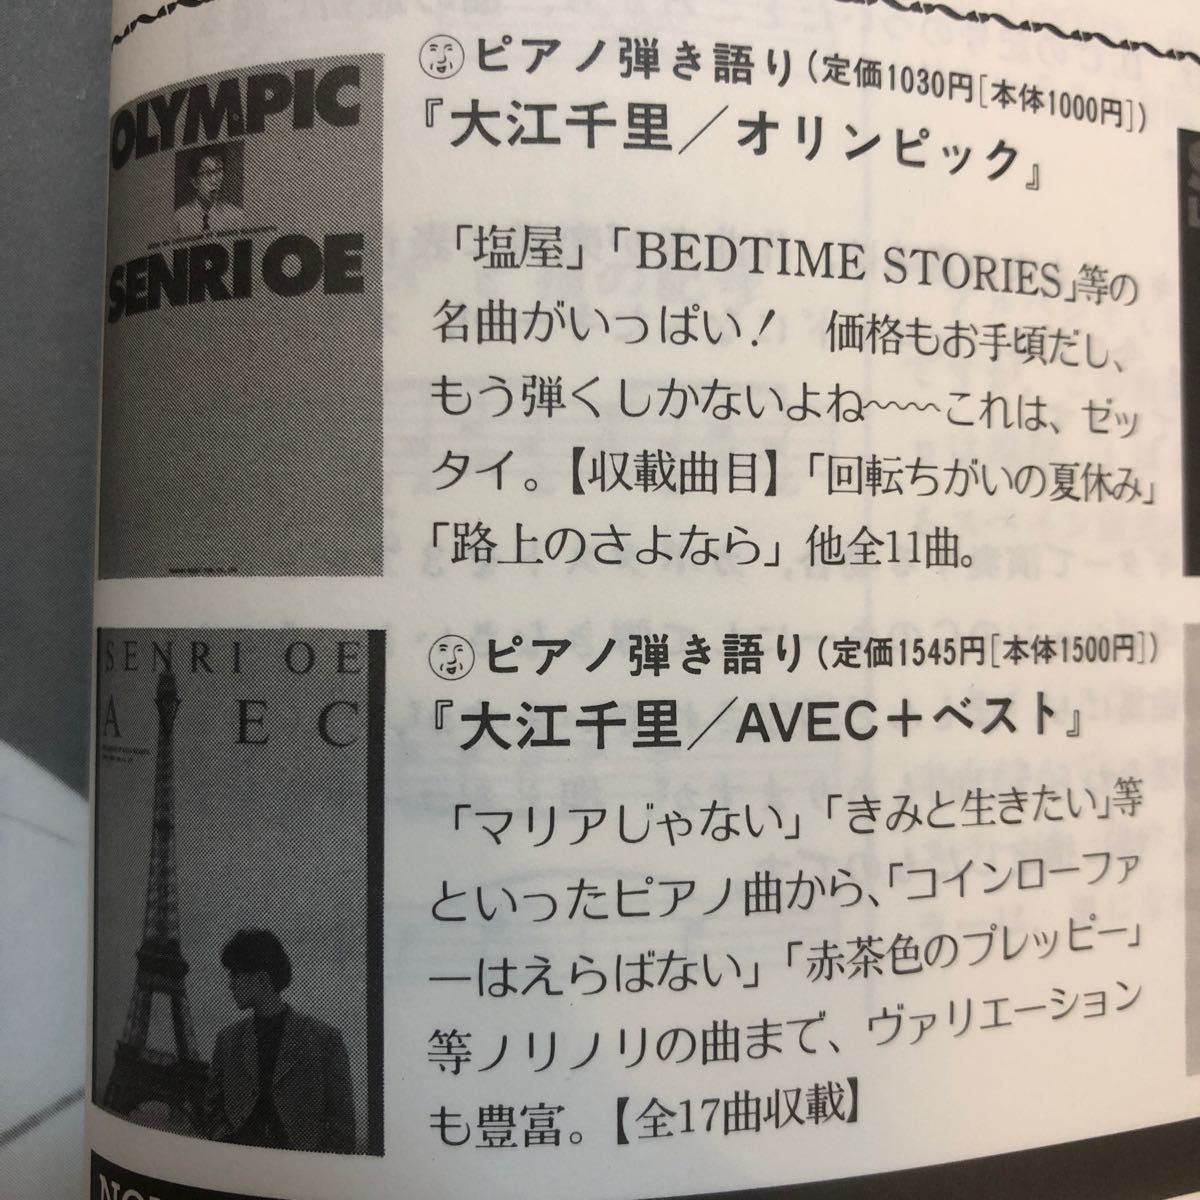 OLYMPIC
SENRI OE
ピアノ弾き語り(定価1030円[本体1000円])
『大江千里／オリンピック』
「塩屋」「BEDTIME STORIES」等の
名曲がいっぱい！　価格もお手頃だし、
もう弾くしかないよね〜〜〜これは、ゼッ
タイ。【収載曲目】「回転ちがいの夏休み」
「路上のさよなら」他全11曲。
SENRI OE
AVEC
ピアノ弾き語り(定価1545円[本体1500円])
『大江千里／AVEC＋ベスト』
「マリアじゃない」「きみと生きたい」等
といったピアノ曲から、「コインローファ
ーはえらばない」「赤茶色のプレッピー」
等ノリノリの曲まで、ヴァリエーション
も豊富。【全17曲収載】